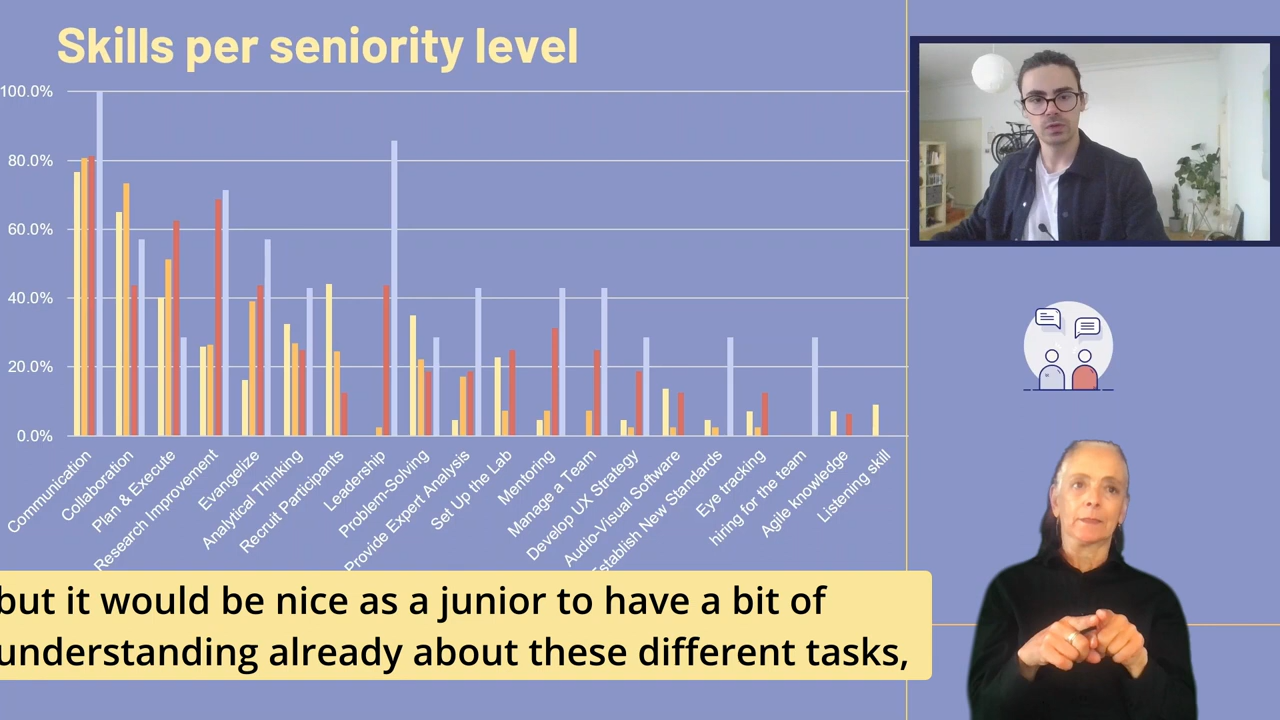 Skills per seniority level
100.0%
80.0%
60.0%
40.0%
20.0%
0.0%
Communication
Collaboration
Plan & Execute
Research Improvement
Evangelize
Analytical Thinking
Recruit Participants
Leadership
Problem-Solving
Provide Expert Analysis
Set Up the Lab
Mentoring
Manage a Team
Develop UX Strategy
Audio-Visual Software
Establish New Standards
Eye tracking
hiring for the team
Agile knowledge
Listening skill
but it would be nice as a junior to have a bit of
understanding already about these different tasks,